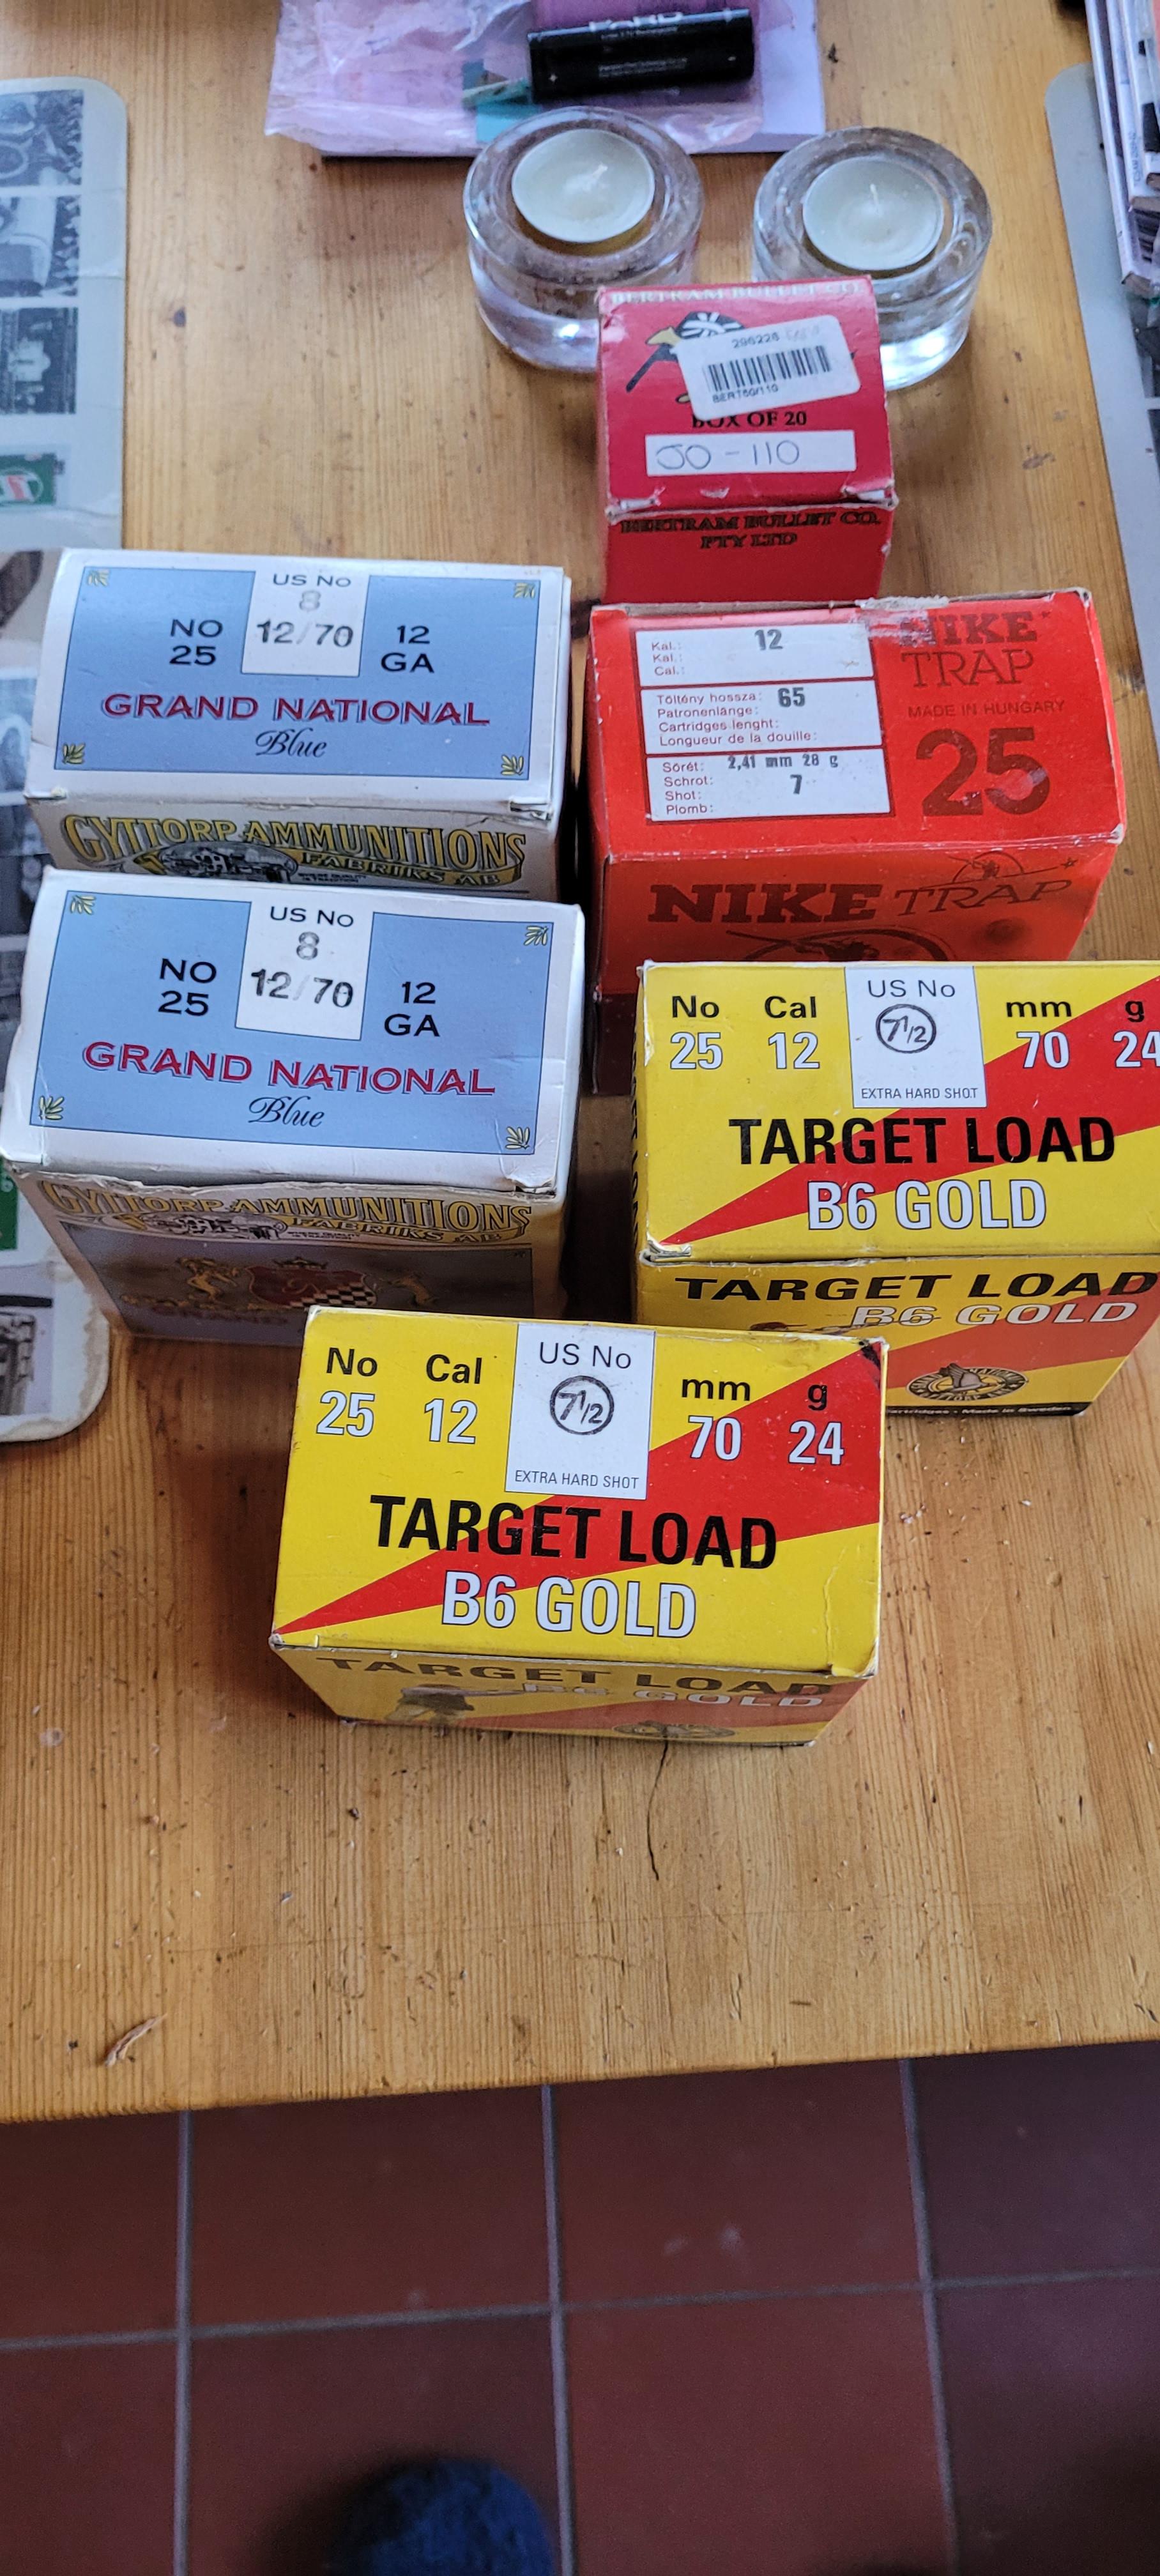 BERTRAM BULLET CO.
296226
BERT50/110
BOX OF 20
50-110
BERTRAM BULLET CO.
PTY LTD
US No
8
12/70
NO
25
12
GA
GRAND NATIONAL
Blue
GYTTORP AMMUNITIONS
FABRIKS AB
Kal.: 12
Kal.:
Cal.:
Töltény hossza: 65
Patronenlänge:
Cartridges lenght:
Longueur de la douille:
Sörét: 2,41 mm 28 g
Schrot: 7
Shot:
Plomb:
NIKE
TRAP
MADE IN HUNGARY
25
NIKE TRAP
US No
8
12/70
NO
25
12
GA
GRAND NATIONAL
Blue
GYTTORP AMMUNITIONS
FABRIKS AB
No Cal US No mm g
25 12 7½ 70 24
EXTRA HARD SHOT
TARGET LOAD
B6 GOLD
TARGET LOAD
B6 GOLD
Made in Sweden
No Cal US No mm g
25 12 7½ 70 24
EXTRA HARD SHOT
TARGET LOAD
B6 GOLD
TARGET LOAD
B6 GOLD